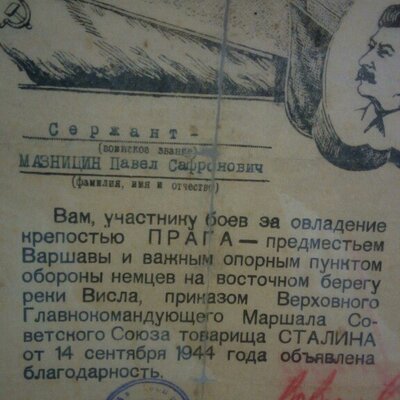 Сержант
(воинское звание)
МАЗНИЦИН Павел Сафронович
(фамилия, имя и отчество)
Вам, участнику боев за овладение
крепостью ПРАГА — предместьем
Варшавы и важным опорным пунктом
обороны немцев на восточном берегу
реки Висла, приказом Верховного
Главнокомандующего Маршала Со-
ветского Союза товарища СТАЛИНА
от 14 сентября 1944 года объявлена
благодарность.